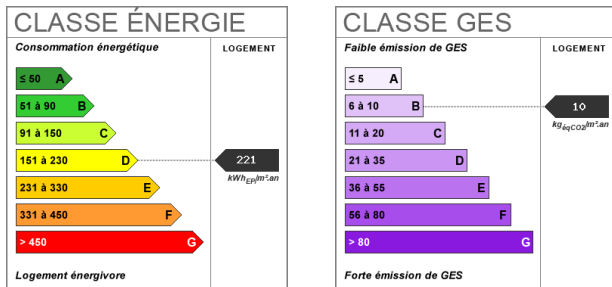 CLASSE ÉNERGIE
Consommation énergétique
LOGEMENT
≤ 50 A
51 à 90 B
91 à 150 C
151 à 230 D
221
kWhEP/m².an
231 à 330 E
331 à 450 F
> 450 G
Logement énergivore
CLASSE GES
Faible émission de GES
LOGEMENT
≤ 5 A
6 à 10 B
10
kgéqCO2/m².an
11 à 20 C
21 à 35 D
36 à 55 E
56 à 80 F
> 80 G
Forte émission de GES